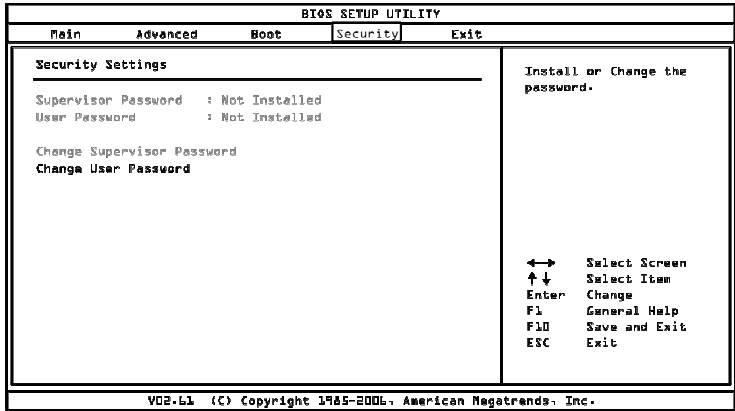 BIOS SETUP UTILITY
Main Advanced Boot Security Exit
Security Settings
Supervisor Password : Not Installed
User Password : Not Installed
Change Supervisor Password
Change User Password
Install or Change the
password.
←→ Select Screen
↑↓ Select Item
Enter Change
F1 General Help
F10 Save and Exit
ESC Exit
V02.61 (C) Copyright 1985-2006, American Megatrends, Inc.